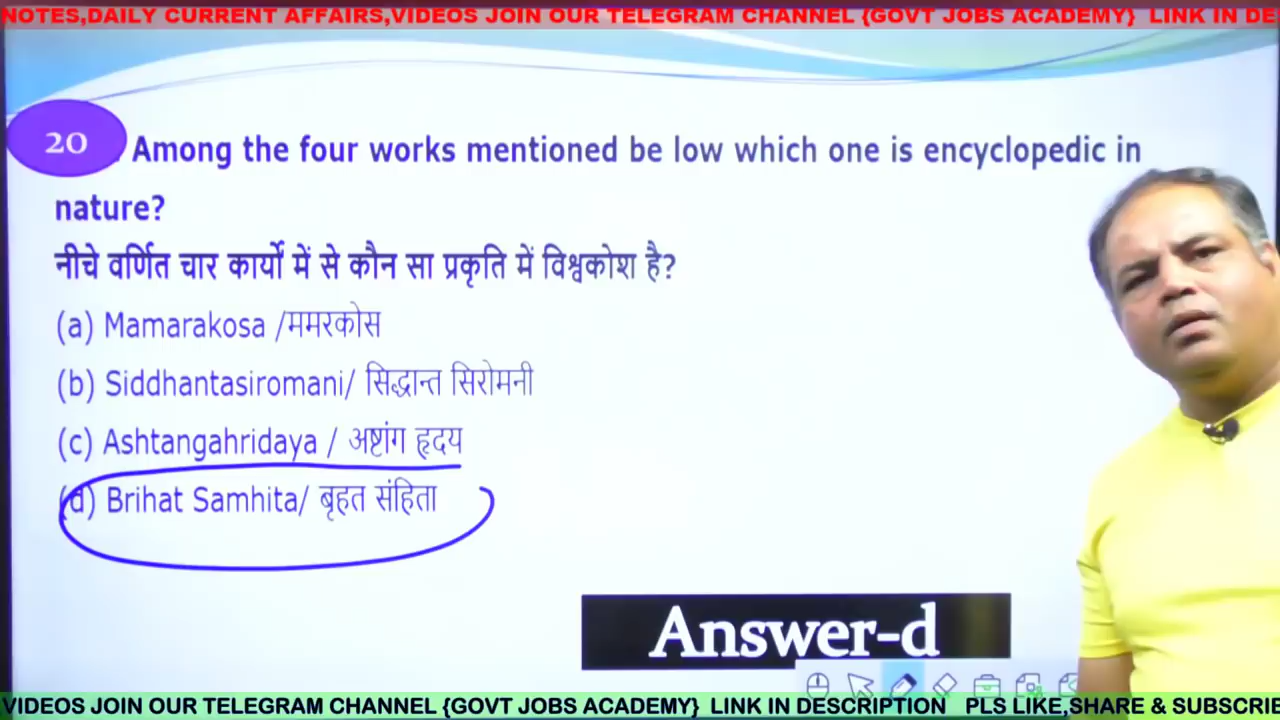 NOTES,DAILY CURRENT AFFAIRS,VIDEOS JOIN OUR TELEGRAM CHANNEL {GOVT JOBS ACADEMY} LINK IN DE
20
. Among the four works mentioned be low which one is encyclopedic in
nature?
नीचे वर्णित चार कार्यों में से कौन सा प्रकृति में विश्वकोश है?
(a) Mamarakosa /ममरकोस
(b) Siddhantasiromani/ सिद्धान्त सिरोमनी
(c) Ashtangahridaya / अष्टांग हृदय
(d) Brihat Samhita/ बृहत संहिता
Answer-d
VIDEOS JOIN OUR TELEGRAM CHANNEL {GOVT JOBS ACADEMY} LINK IN DESCRIPTION PLS LIKE,SHARE & SUBSCRIBE